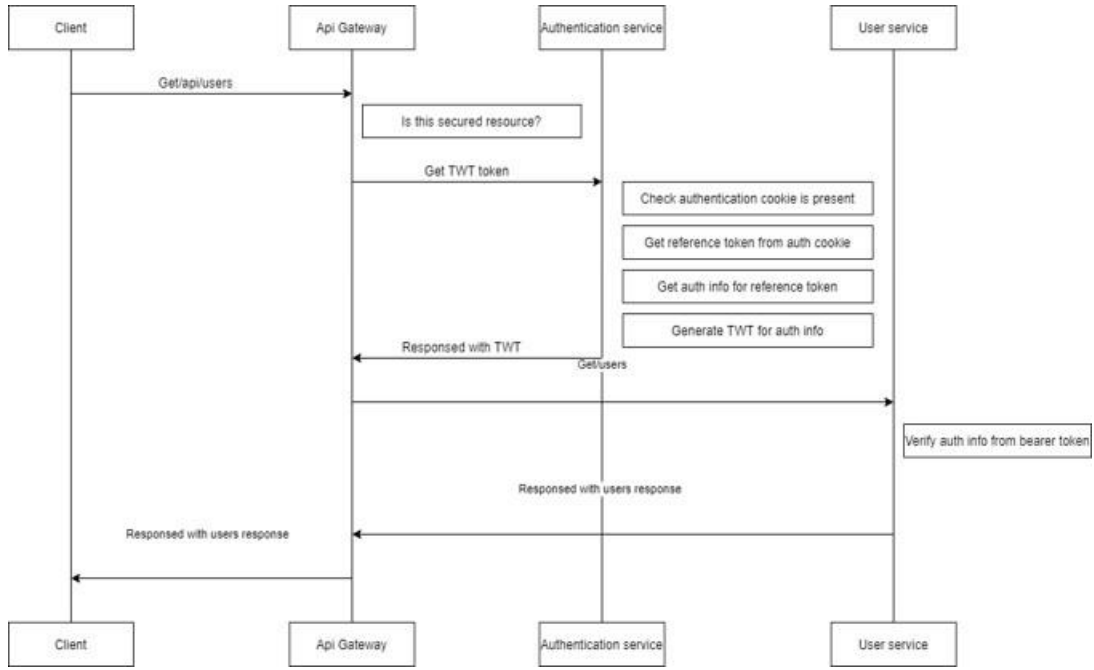 Client
Api Gateway
Authentication service
User service
Get/api/users
Is this secured resource?
Get TWT token
Check authentication cookie is present
Get reference token from auth cookie
Get auth info for reference token
Generate TWT for auth info
Responsed with TWT
Get/users
Verify auth info from bearer token
Responsed with users response
Responsed with users response
Client
Api Gateway
Authentication service
User service